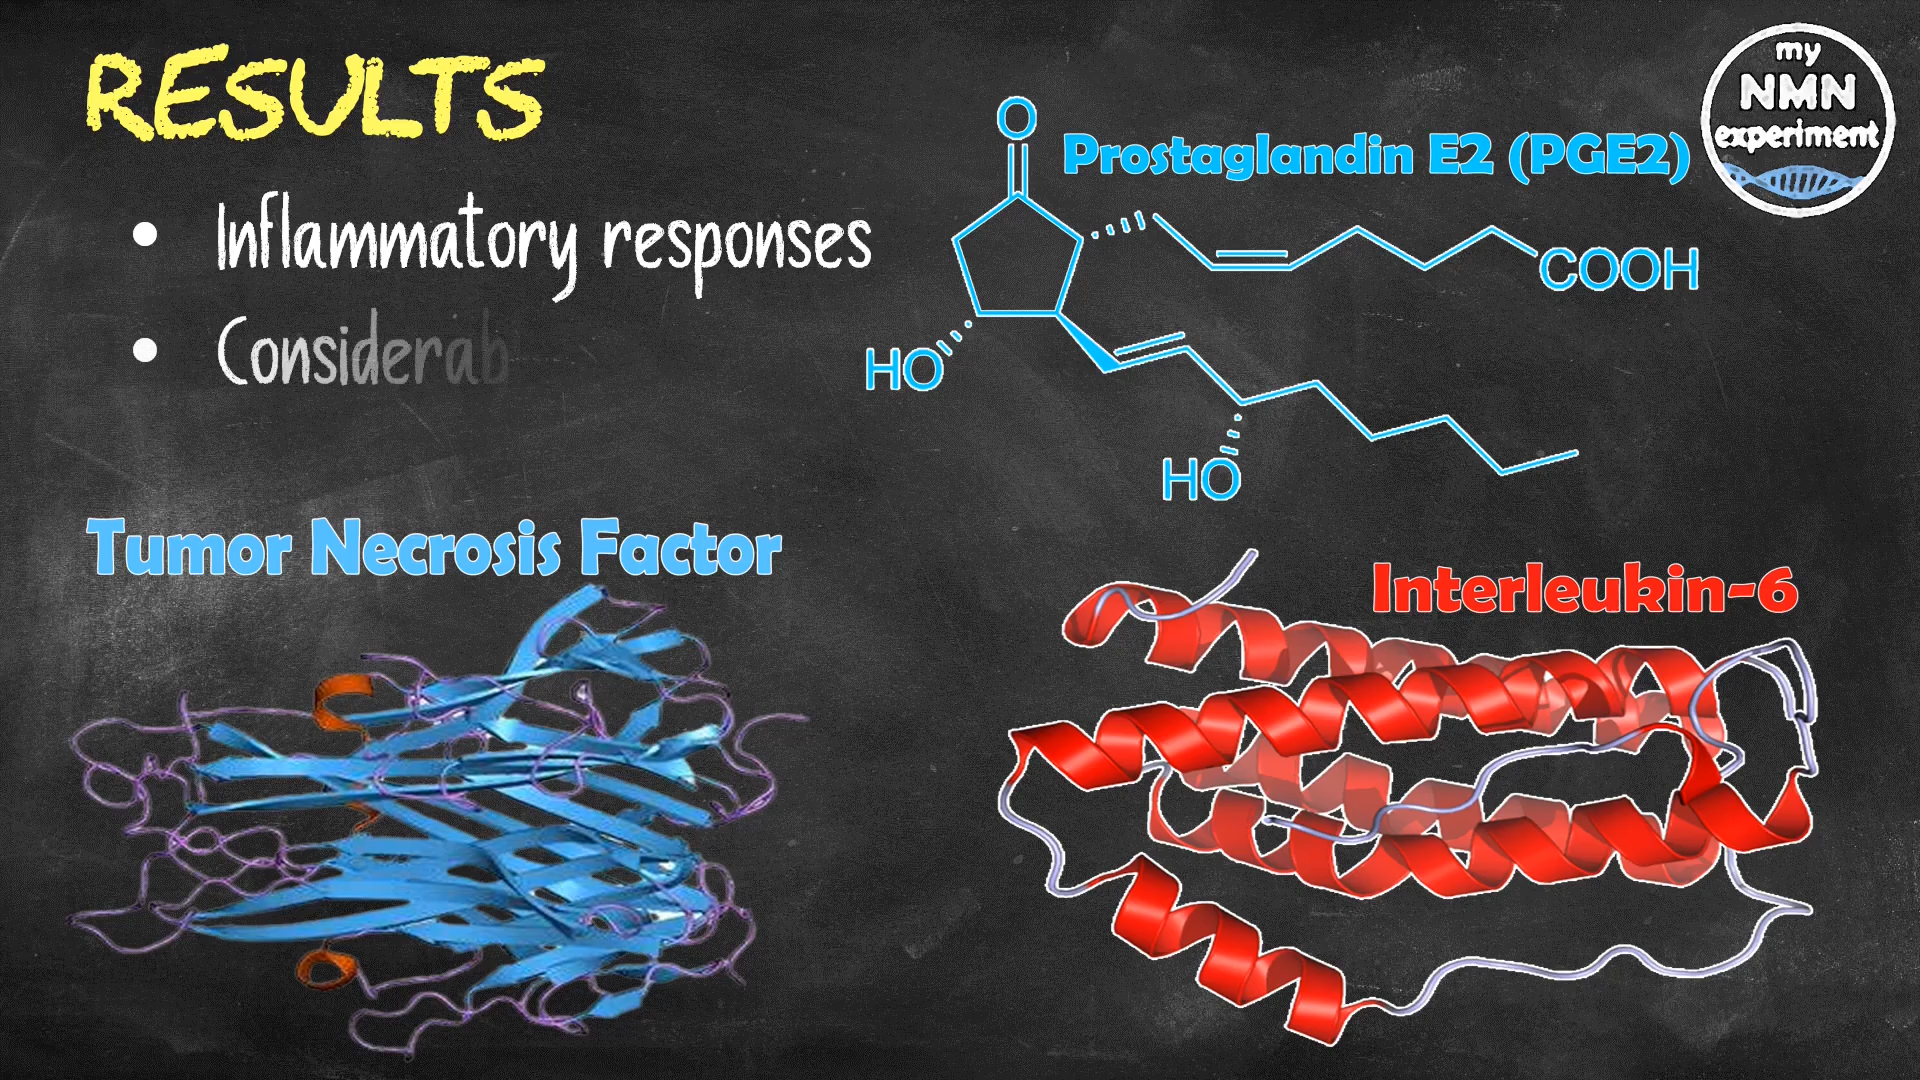 RESULTS
• Inflammatory responses
• Considerab
my
NMN
experiment
Prostaglandin E2 (PGE2)
O
COOH
HO
HO
Tumor Necrosis Factor
Interleukin-6